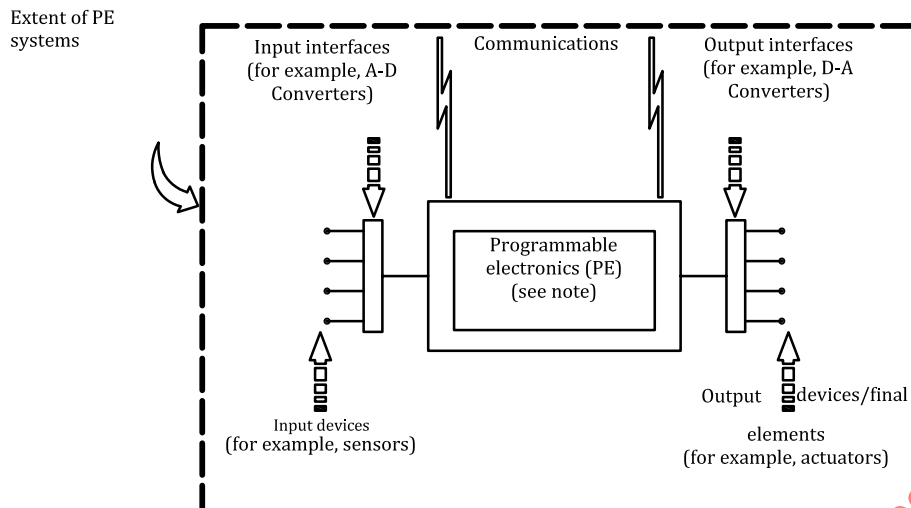 Extent of PE
systems
Input interfaces
(for example, A-D
Converters)
Communications
Output interfaces
(for example, D-A
Converters)
Programmable
electronics (PE)
(see note)
Input devices
(for example, sensors)
Output devices/final
elements
(for example, actuators)